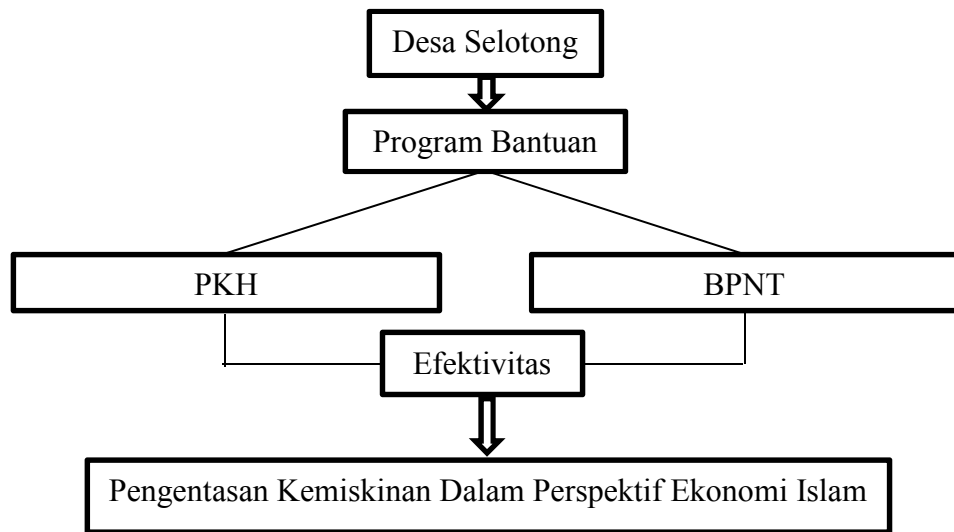 Desa Selotong
Program Bantuan
PKH
BPNT
Efektivitas
Pengentasan Kemiskinan Dalam Perspektif Ekonomi Islam